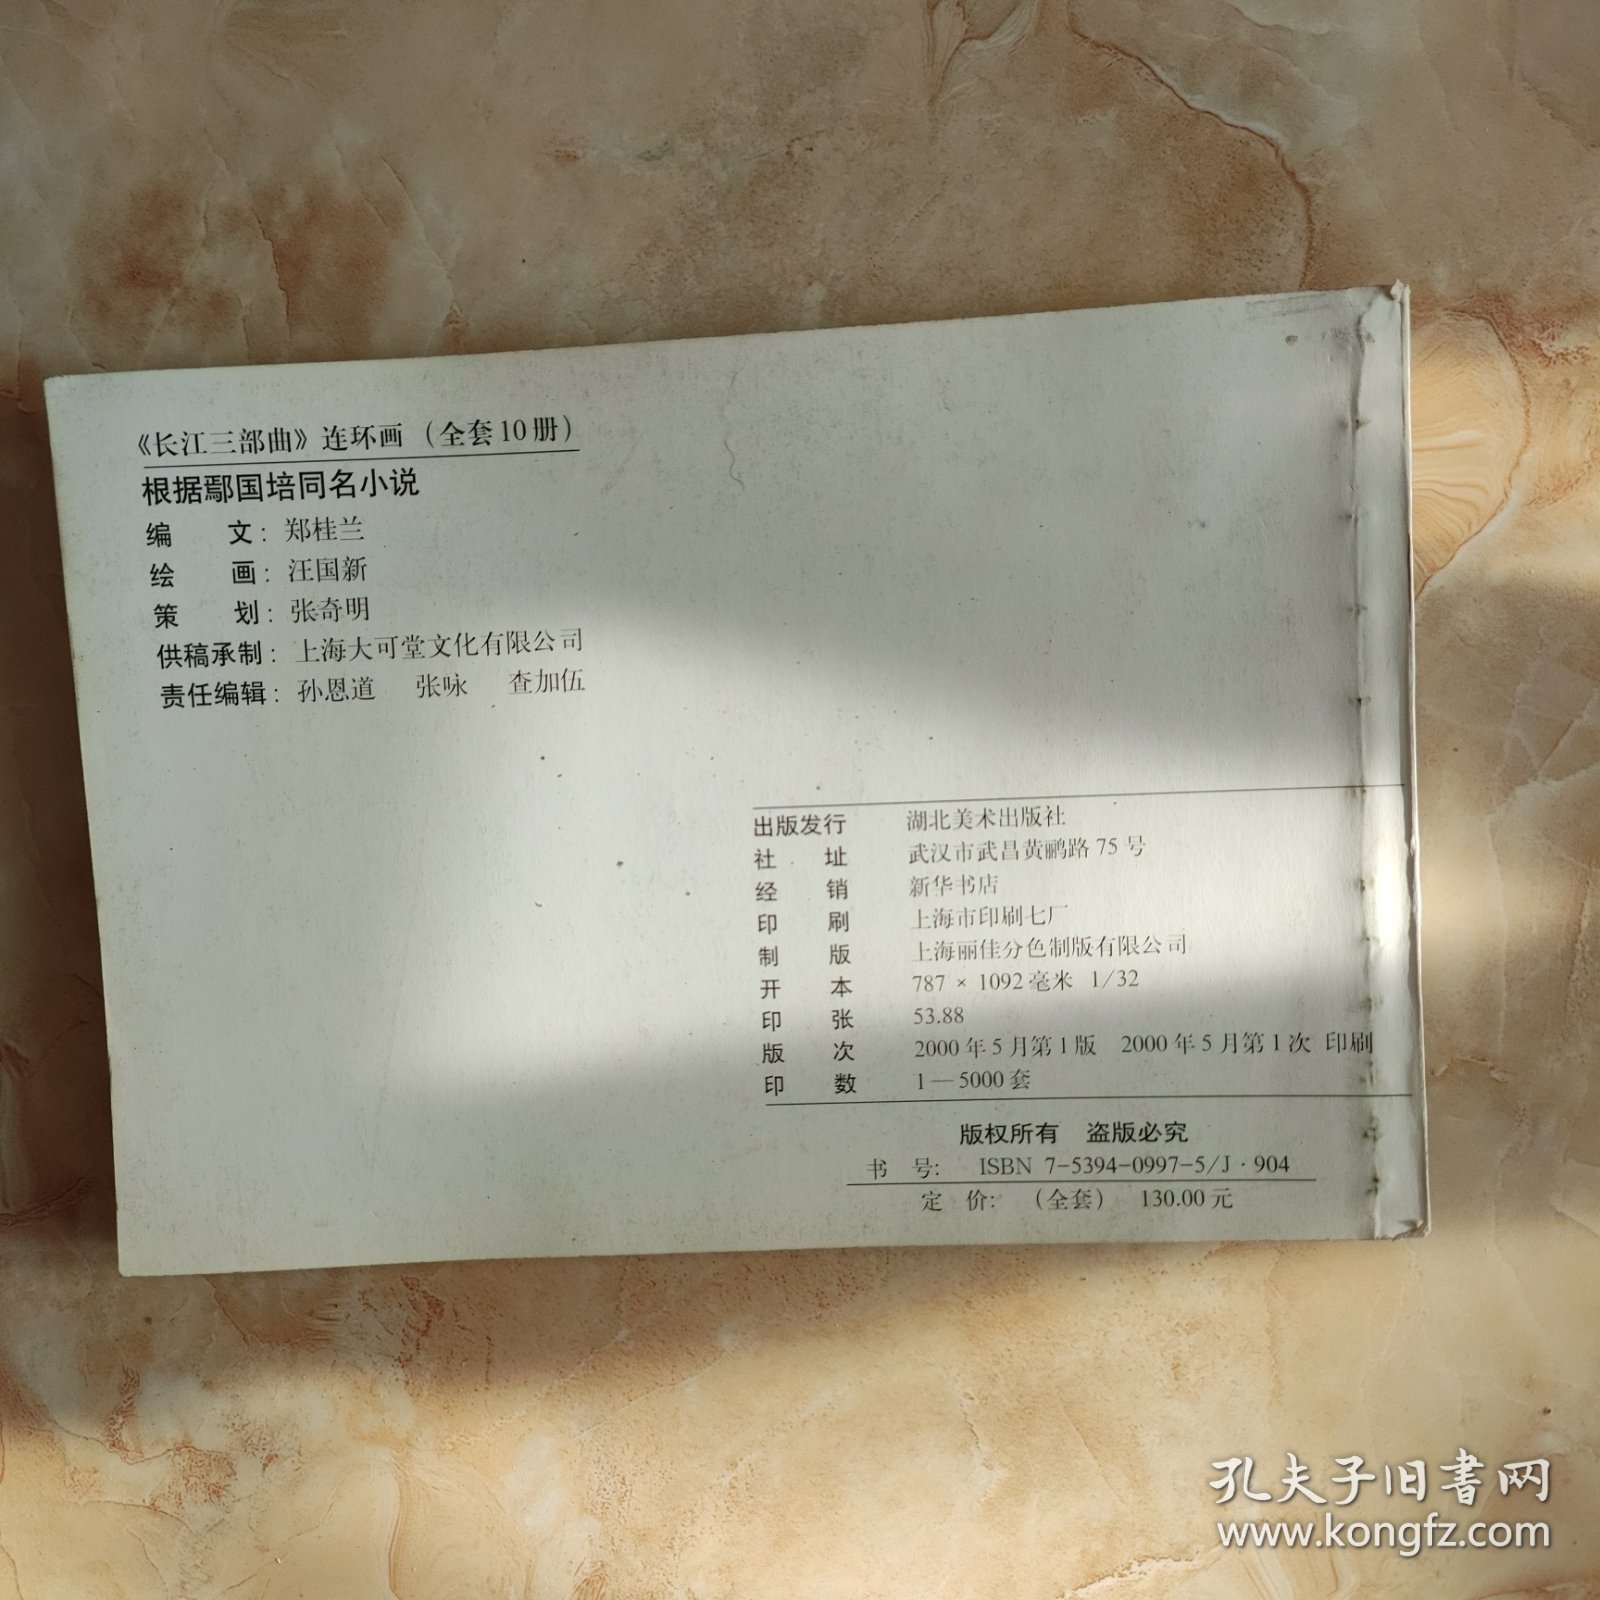 《长江三部曲》连环画（全套10册）
根据鄢国培同名小说
编 文：郑桂兰
绘 画：汪国新
策 划：张奇明
供稿承制：上海大可堂文化有限公司
责任编辑：孙恩道 张咏 查加伍
出版发行 湖北美术出版社
社 址 武汉市武昌黄鹂路75号
经 销 新华书店
印 刷 上海市印刷七厂
制 版 上海丽佳分色制版有限公司
开 本 787×1092毫米 1/32
印 张 53.88
版 次 2000年5月第1版 2000年5月第1次 印刷
印 数 1—5000套
版权所有 盗版必究
书 号： ISBN 7-5394-0997-5/J·904
定 价：（全套） 130.00元
孔夫子旧书网
www.kongfz.com